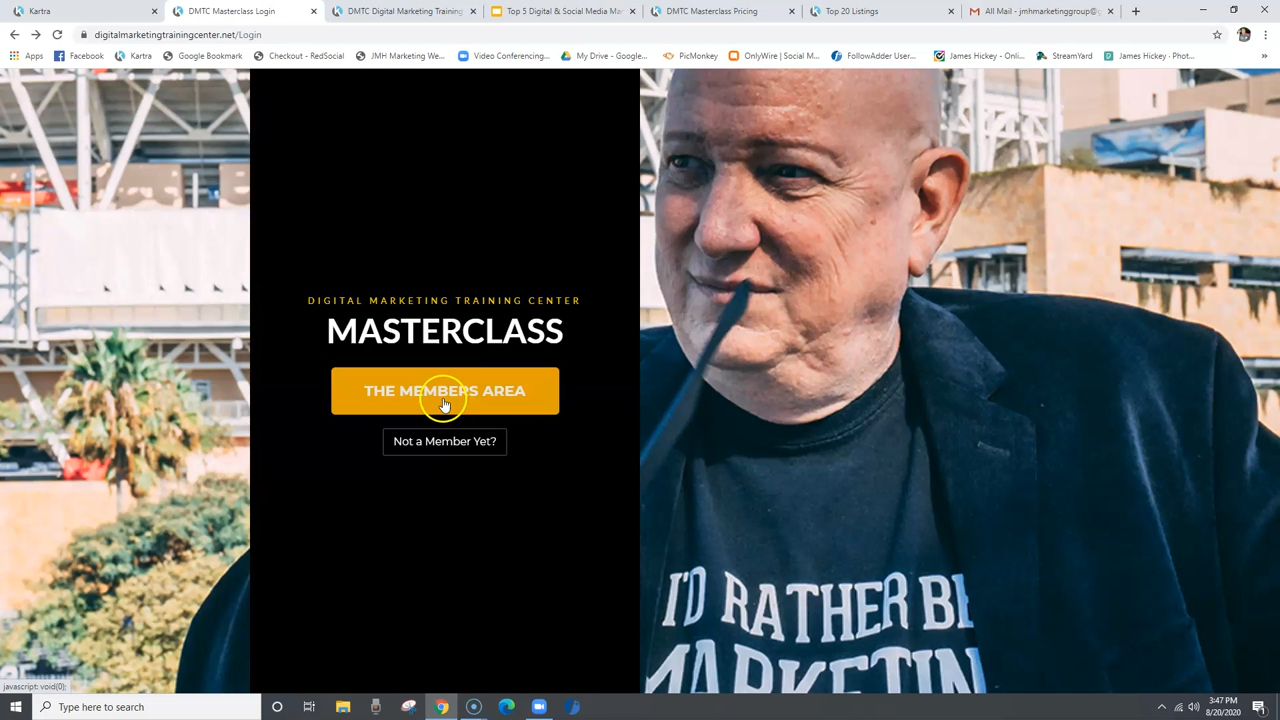 Kartra
DMTC Masterclass Login
DMTC Digital Marketing Training
Top 5 Digital & Social Media Ma
DMTC Masterclass Pricing
Top 20 Listings
All Mail - jmhmarketinggroup@g
digitalmarketingtrainingcenter.net/Login
Apps
Facebook
Kartra
Google Bookmark
Checkout - RedSocial
JMH Marketing We...
Video Conferencing...
My Drive - Google...
PicMonkey
OnlyWire | Social M...
FollowAdder User...
James Hickey - Onli...
StreamYard
James Hickey · Phot...
DIGITAL MARKETING TRAINING CENTER
MASTERCLASS
THE MEMBERS AREA
Not a Member Yet?
I'D RATHER BE
MARKETIN
javascript: void(0);
Type here to search
3:47 PM
8/20/2020